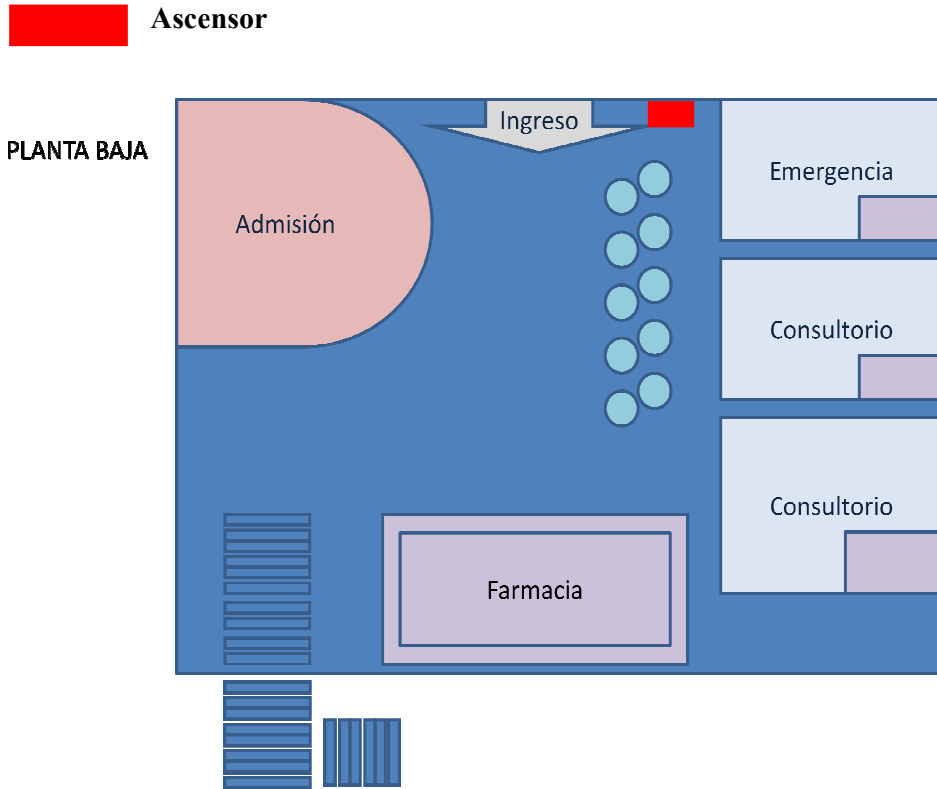 Ascensor
PLANTA BAJA
Ingreso
Emergencia
Admisión
Consultorio
Consultorio
Farmacia